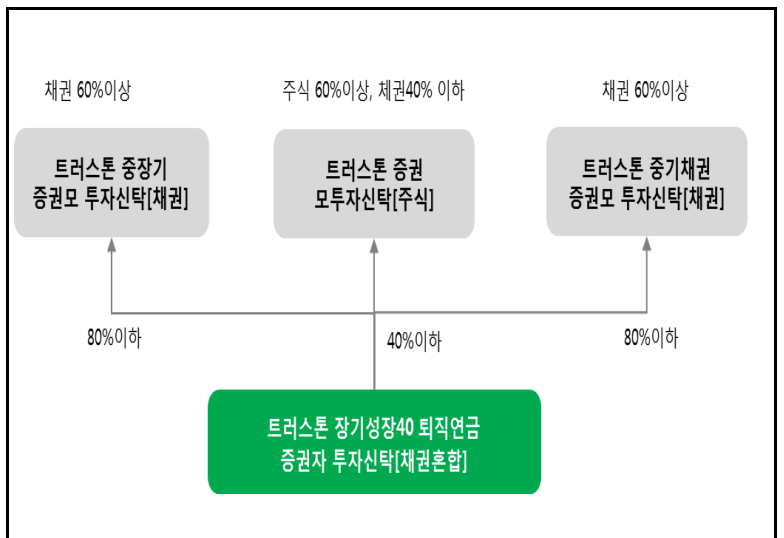 채권 60%이상
주식 60%이상, 체권40% 이하
채권 60%이상
트러스톤 중장기
증권모 투자신탁[채권]
트러스톤 증권
모투자신탁[주식]
트러스톤 중기채권
증권모 투자신탁[채권]
80%이하
40%이하
80%이하
트러스톤 장기성장40 퇴직연금
증권자 투자신탁[채권혼합]